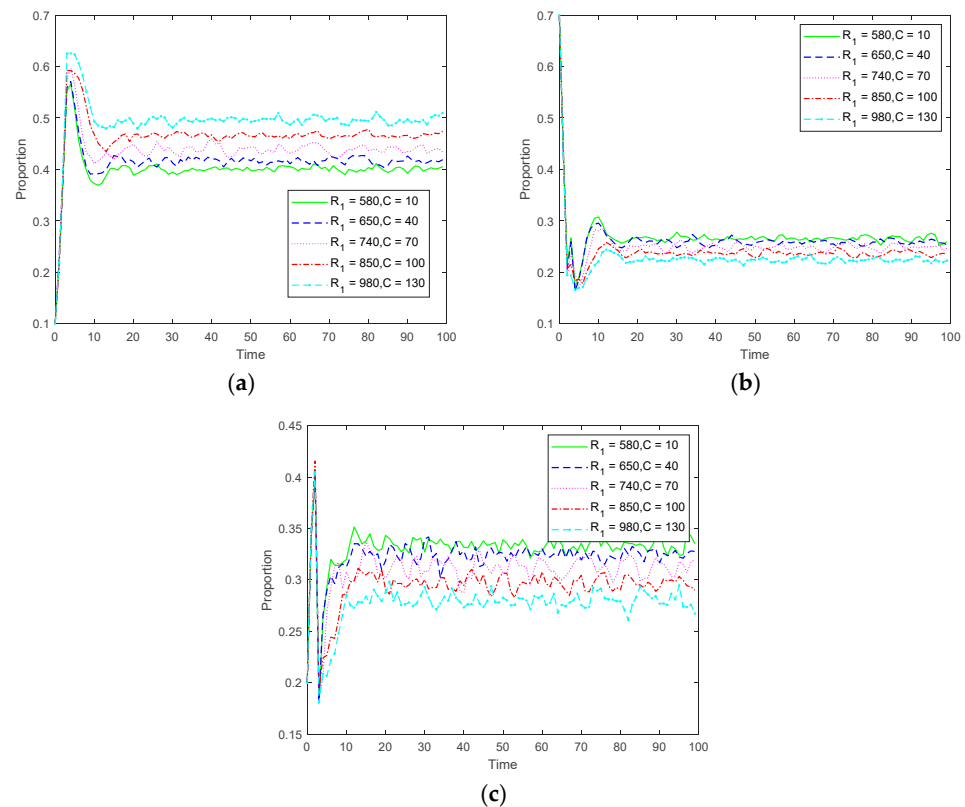 0.7
0.6
0.5
0.4
0.3
0.2
0.1
Proportion
R1 = 580,C = 10
R1 = 650,C = 40
R1 = 740,C = 70
R1 = 850,C = 100
R1 = 980,C = 130
0 10 20 30 40 50 60 70 80 90 100
Time
(a)
0.7
0.6
0.5
0.4
0.3
0.2
0.1
Proportion
R1 = 580,C = 10
R1 = 650,C = 40
R1 = 740,C = 70
R1 = 850,C = 100
R1 = 980,C = 130
0 10 20 30 40 50 60 70 80 90 100
Time
(b)
0.45
0.4
0.35
0.3
0.25
0.2
0.15
Proportion
R1 = 580,C = 10
R1 = 650,C = 40
R1 = 740,C = 70
R1 = 850,C = 100
R1 = 980,C = 130
0 10 20 30 40 50 60 70 80 90 100
Time
(c)